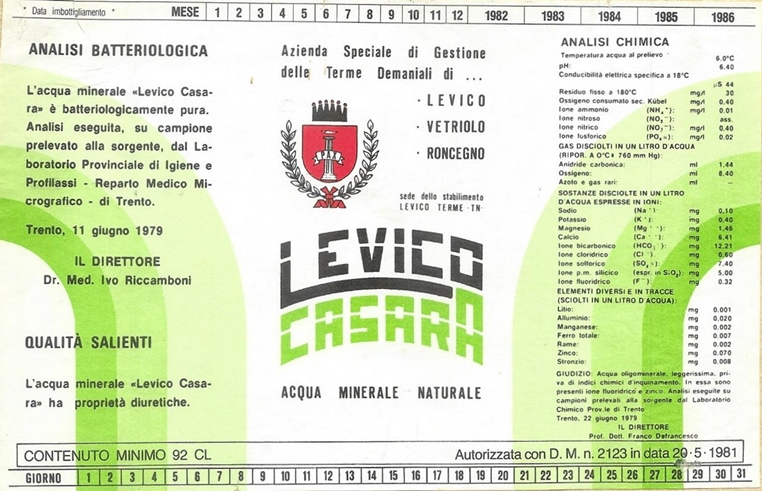 * Data imbottigliamento * MESE 1 2 3 4 5 6 7 8 9 10 11 12 1982 1983 1984 1985 1986
ANALISI BATTERIOLOGICA
L'acqua minerale «Levico Casa-
ra» è batteriologicamente pura.
Analisi eseguita, su campione
prelevato alla sorgente, dal La-
boratorio Provinciale di Igiene e
Profilassi - Reparto Medico Mi-
crografico - di Trento.
Trento, 11 giugno 1979
IL DIRETTORE
Dr. Med. Ivo Riccamboni
QUALITÀ SALIENTI
L'acqua minerale «Levico Casa-
ra» ha proprietà diuretiche.
Azienda Speciale di Gestione
delle Terme Demaniali di ...
· LEVICO
· VETRIOLO
· RONCEGNO
PAX
sede dello stabilimento
LEVICO TERME -TN-
LEVICO
CASARA
ACQUA MINERALE NATURALE
ANALISI CHIMICA
Temperatura acqua al prelievo 6.0°C
pH: 6.40
Conducibilità elettrica specifica a 18°C
µS 44
Residuo fisso a 180°C mg/l 30
Ossigeno consumato sec. Kübel mg/l 0,40
Ione ammonio (NH₄⁺): mg/l 0.01
Ione nitroso (NO₂⁻): ass.
Ione nitrico (NO₃⁻): mg/l 0,40
Ione fosforico (PO₄≡): mg/l 0.02
GAS DISCIOLTI IN UN LITRO D'ACQUA
(RIPOR. A 0°C e 760 mm Hg):
Anidride carbonica: ml 1,44
Ossigeno: ml 8.40
Azoto e gas rari: ml —
SOSTANZE DISCIOLTE IN UN LITRO
D'ACQUA ESPRESSE IN IONI:
Sodio (Na⁺) mg 0,10
Potassio (K⁺): mg 0,40
Magnesio (Mg⁺⁺): mg 1,46
Calcio (Ca⁺⁺): mg 6.41
Ione bicarbonico (HCO₃⁻): mg 12,21
Ione cloridrico (Cl⁻): mg 0,60
Ione solforico (SO₄=): mg 7,40
Ione p.m. silicico (espr. in SiO₂): mg 5.00
Ione fluoridrico (F⁻): mg 0.32
ELEMENTI DIVERSI E IN TRACCE
(SCIOLTI IN UN LITRO D'ACQUA):
Litio: mg 0.001
Alluminio: mg 0,020
Manganese: mg 0.002
Ferro totale: mg 0.007
Rame: mg 0.002
Zinco: mg 0.070
Stronzio: mg 0.008
GIUDIZIO: Acqua oligominerale, leggerissima, pri-
va di indici chimici d'inquinamento. In essa sono
presenti ione fluoridrico e zinco. Analisi eseguite su
campioni prelevati alla sorgente dal Laboratorio
Chimico Prov.le di Trento
Trento, 22 giugno 1979
IL DIRETTORE
Prof. Dott. Franco Defrancesco
CONTENUTO MINIMO 92 CL Autorizzata con D. M. n. 2123 in data 20·5·1981
GIORNO 1 2 3 4 5 6 7 8 9 10 11 12 13 14 15 16 17 18 19 20 21 22 23 24 25 26 27 28 29 30 31